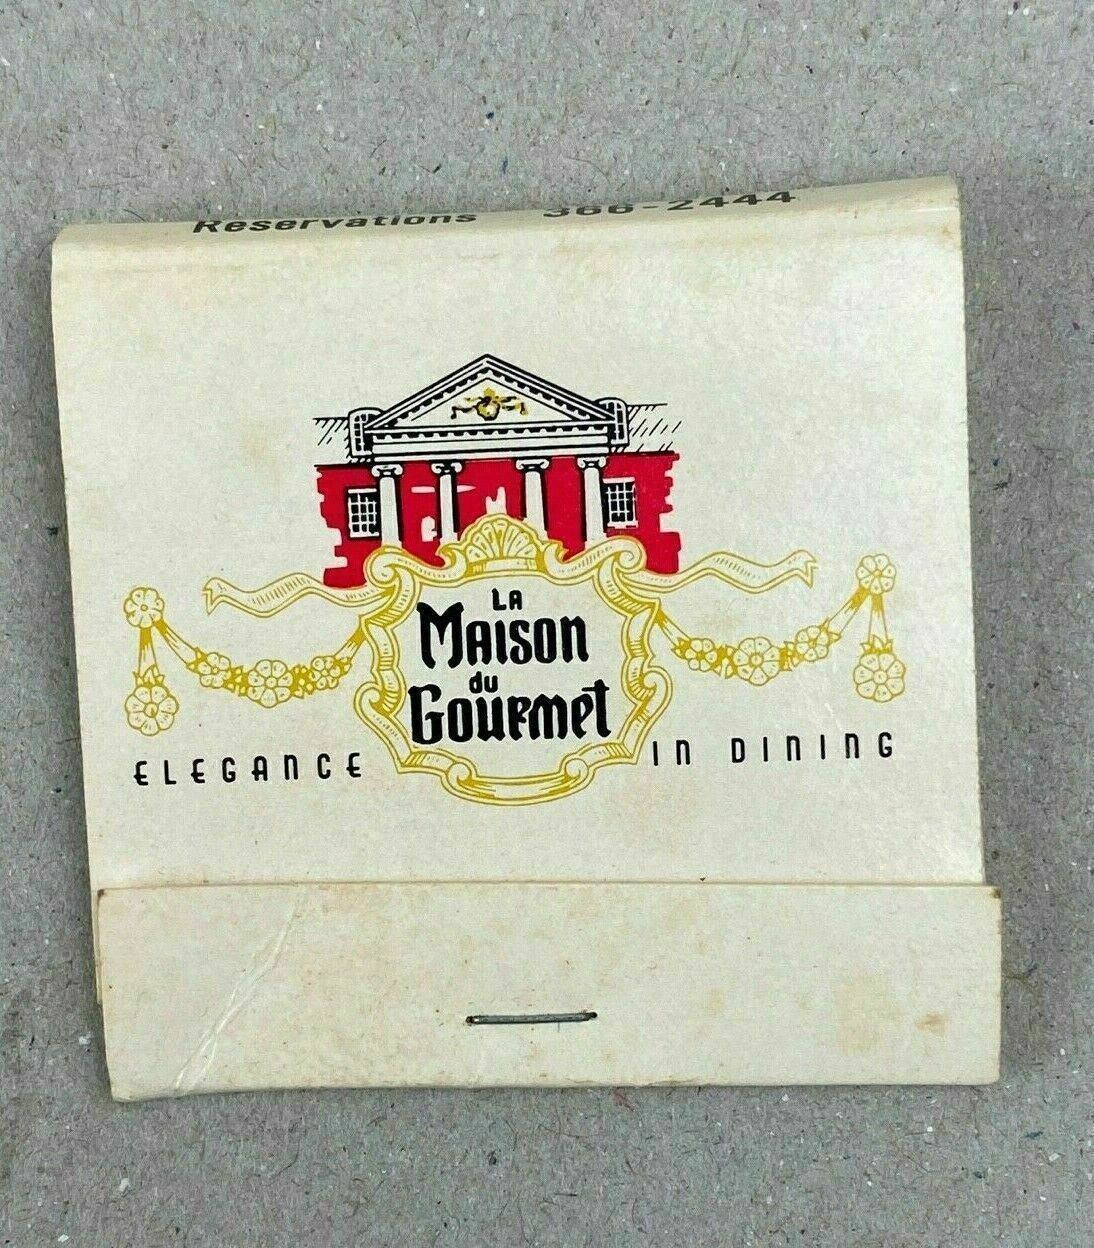 Reservations 366-2444
LA
MAISON
du
GOURMET
ELEGANCE IN DINING